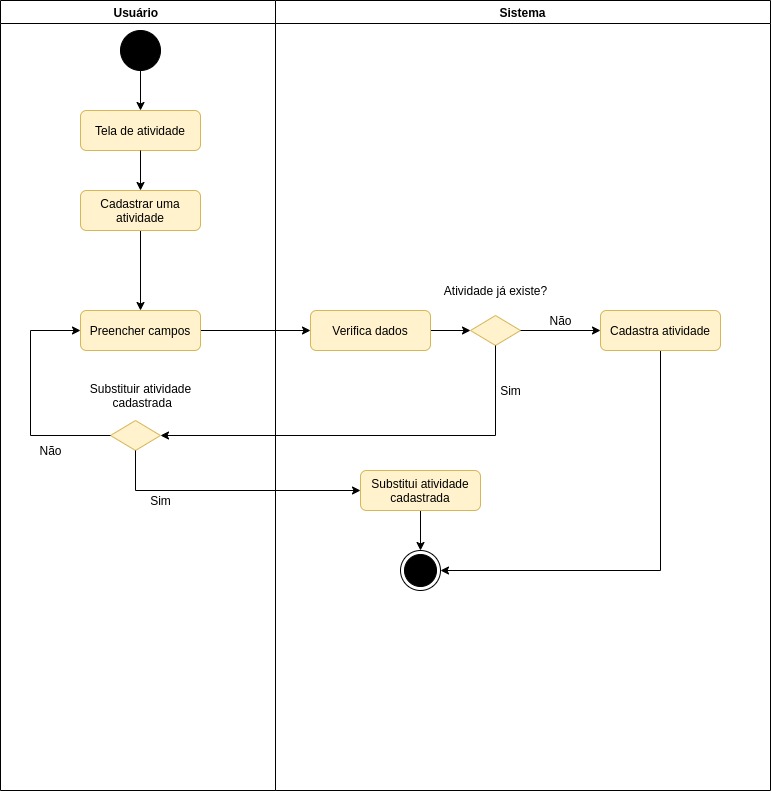 Usuário
Sistema
Tela de atividade
Cadastrar uma
atividade
Atividade já existe?
Preencher campos
Verifica dados
Não
Cadastra atividade
Substituir atividade
cadastrada
Sim
Não
Sim
Substitui atividade
cadastrada